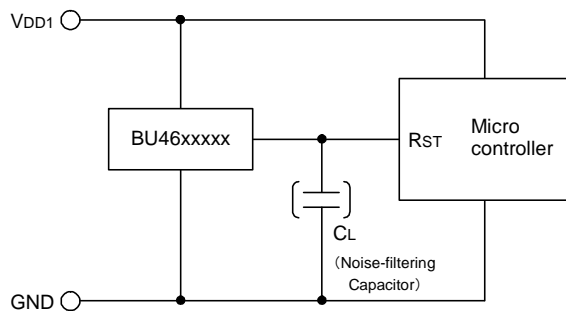 VDD1
BU46xxxxx
RST
Micro
controller
CL
（Noise-filtering
Capacitor）
GND